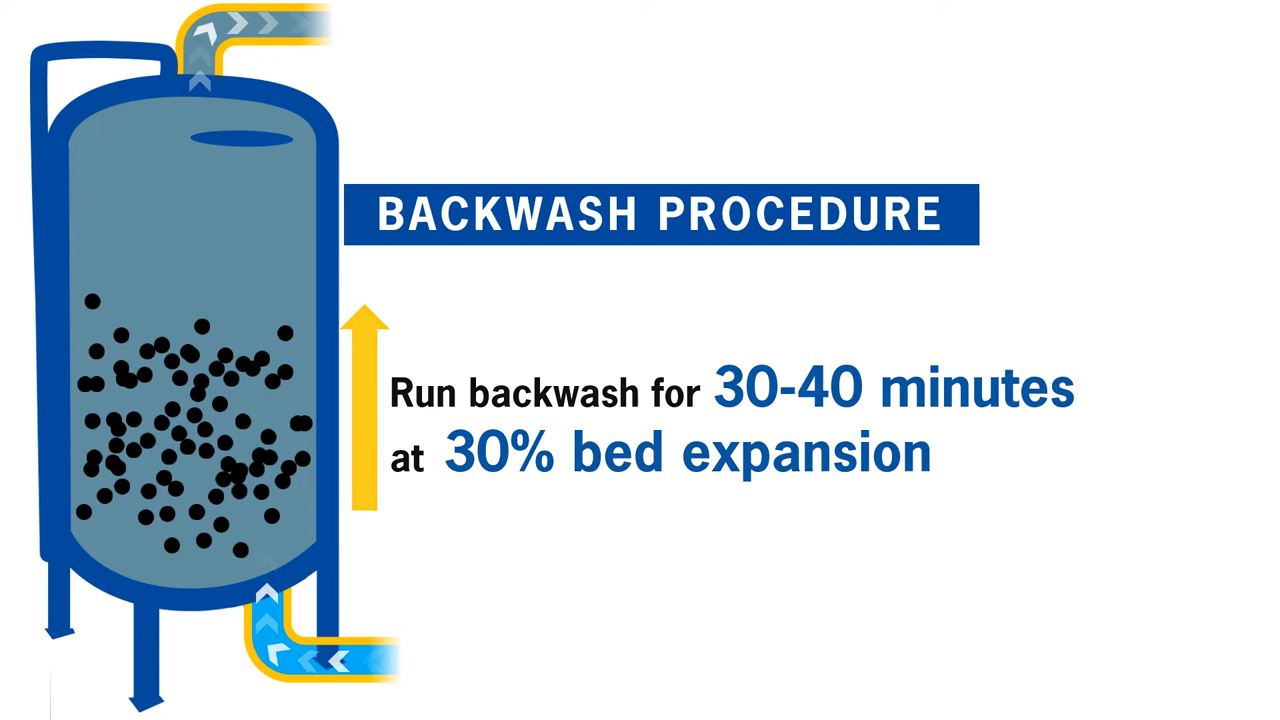 BACKWASH PROCEDURE
Run backwash for 30-40 minutes
at 30% bed expansion